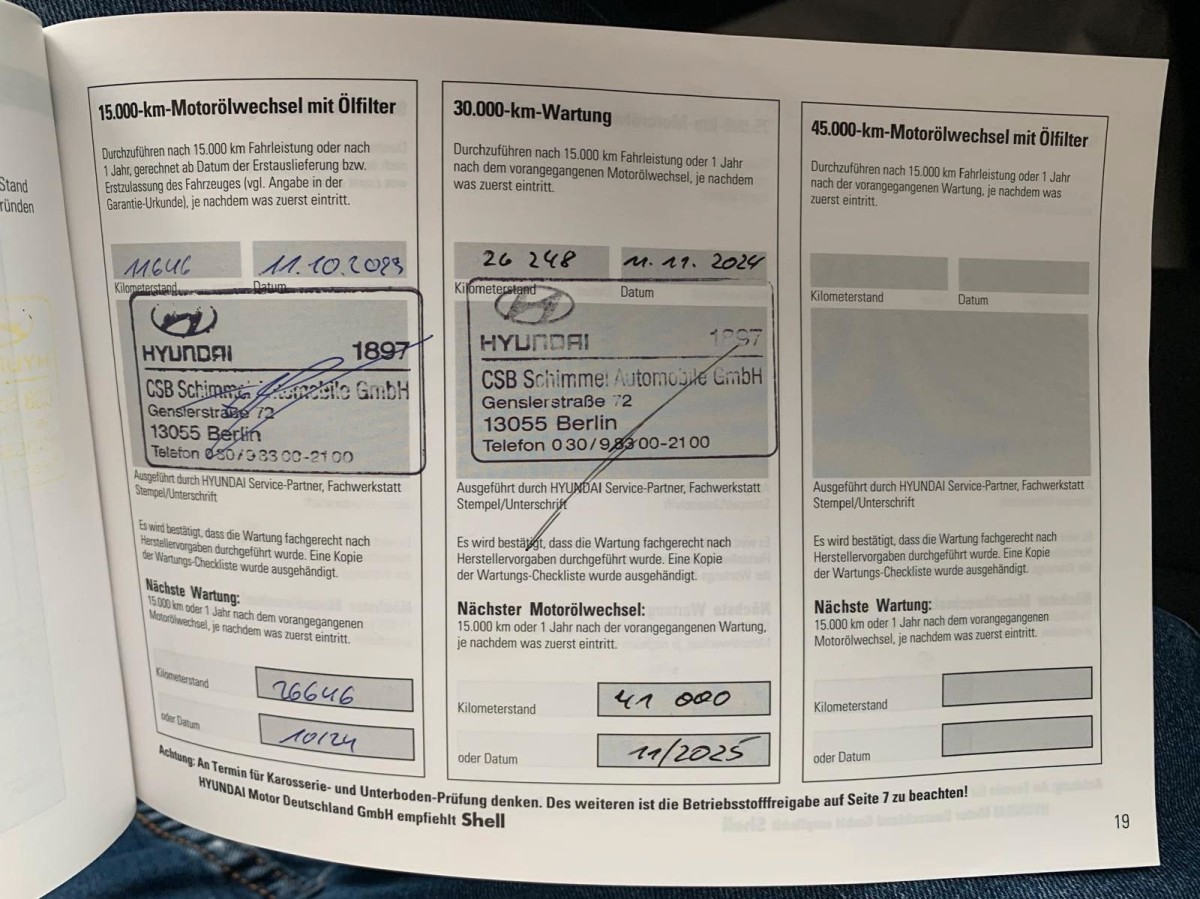 Stand
ründen
15.000-km-Motorölwechsel mit Ölfilter
Durchzuführen nach 15.000 km Fahrleistung oder nach
1 Jahr, gerechnet ab Datum der Erstauslieferung bzw.
Erstzulassung des Fahrzeuges (vgl. Angabe in der
Garantie-Urkunde), je nachdem was zuerst eintritt.
11646 11.10.2023
Kilometerstand Datum
HYUNDAI 1897
CSB Schimmel Automobile GmbH
Genslerstraße 72
13055 Berlin
Telefon 030/98300-2100
Ausgeführt durch HYUNDAI Service-Partner, Fachwerkstatt
Stempel/Unterschrift
Es wird bestätigt, dass die Wartung fachgerecht nach
Herstellervorgaben durchgeführt wurde. Eine Kopie
der Wartungs-Checkliste wurde ausgehändigt.
Nächste Wartung:
15.000 km oder 1 Jahr nach dem vorangegangenen
Motorölwechsel, je nachdem was zuerst eintritt.
Kilometerstand 26646
oder Datum 10/24
30.000-km-Wartung
Durchzuführen nach 15.000 km Fahrleistung oder 1 Jahr
nach dem vorangegangenen Motorölwechsel, je nachdem
was zuerst eintritt.
26 248 11.11.2024
Kilometerstand Datum
HYUNDAI 1897
CSB Schimmel Automobile GmbH
Genslerstraße 72
13055 Berlin
Telefon 030/98300-2100
Ausgeführt durch HYUNDAI Service-Partner, Fachwerkstatt
Stempel/Unterschrift
Es wird bestätigt, dass die Wartung fachgerecht nach
Herstellervorgaben durchgeführt wurde. Eine Kopie
der Wartungs-Checkliste wurde ausgehändigt.
Nächster Motorölwechsel:
15.000 km oder 1 Jahr nach der vorangegangenen Wartung,
je nachdem was zuerst eintritt.
Kilometerstand 41 000
oder Datum 11/2025
45.000-km-Motorölwechsel mit Ölfilter
Durchzuführen nach 15.000 km Fahrleistung oder 1 Jahr
nach der vorangegangenen Wartung, je nachdem was
zuerst eintritt.
Kilometerstand Datum
Ausgeführt durch HYUNDAI Service-Partner, Fachwerkstatt
Stempel/Unterschrift
Es wird bestätigt, dass die Wartung fachgerecht nach
Herstellervorgaben durchgeführt wurde. Eine Kopie
der Wartungs-Checkliste wurde ausgehändigt.
Nächste Wartung:
15.000 km oder 1 Jahr nach dem vorangegangenen
Motorölwechsel, je nachdem was zuerst eintritt.
Kilometerstand
oder Datum
Achtung: An Termin für Karosserie- und Unterboden-Prüfung denken. Des weiteren ist die Betriebsstofffreigabe auf Seite 7 zu beachten!
HYUNDAI Motor Deutschland GmbH empfiehlt Shell
19